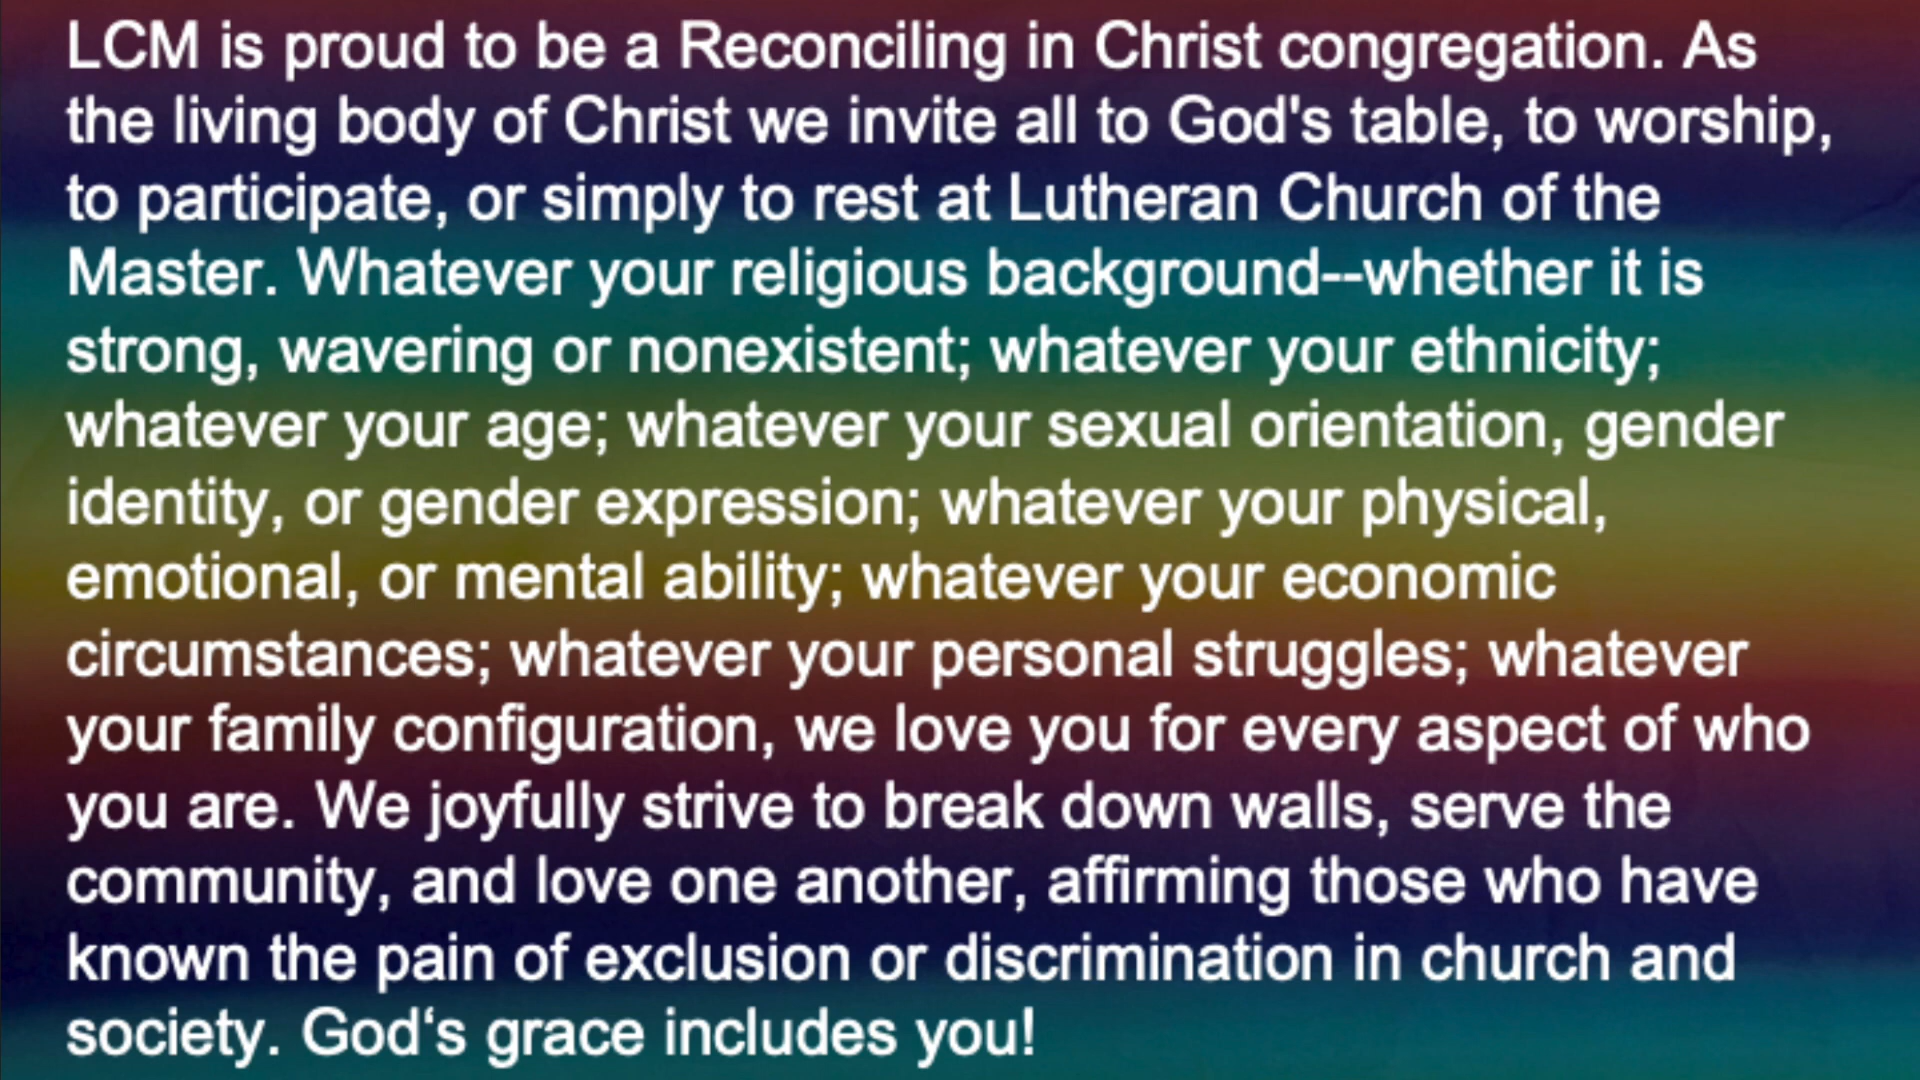 LCM is proud to be a Reconciling in Christ congregation. As
the living body of Christ we invite all to God's table, to worship,
to participate, or simply to rest at Lutheran Church of the
Master. Whatever your religious background--whether it is
strong, wavering or nonexistent; whatever your ethnicity;
whatever your age; whatever your sexual orientation, gender
identity, or gender expression; whatever your physical,
emotional, or mental ability; whatever your economic
circumstances; whatever your personal struggles; whatever
your family configuration, we love you for every aspect of who
you are. We joyfully strive to break down walls, serve the
community, and love one another, affirming those who have
known the pain of exclusion or discrimination in church and
society. God‘s grace includes you!